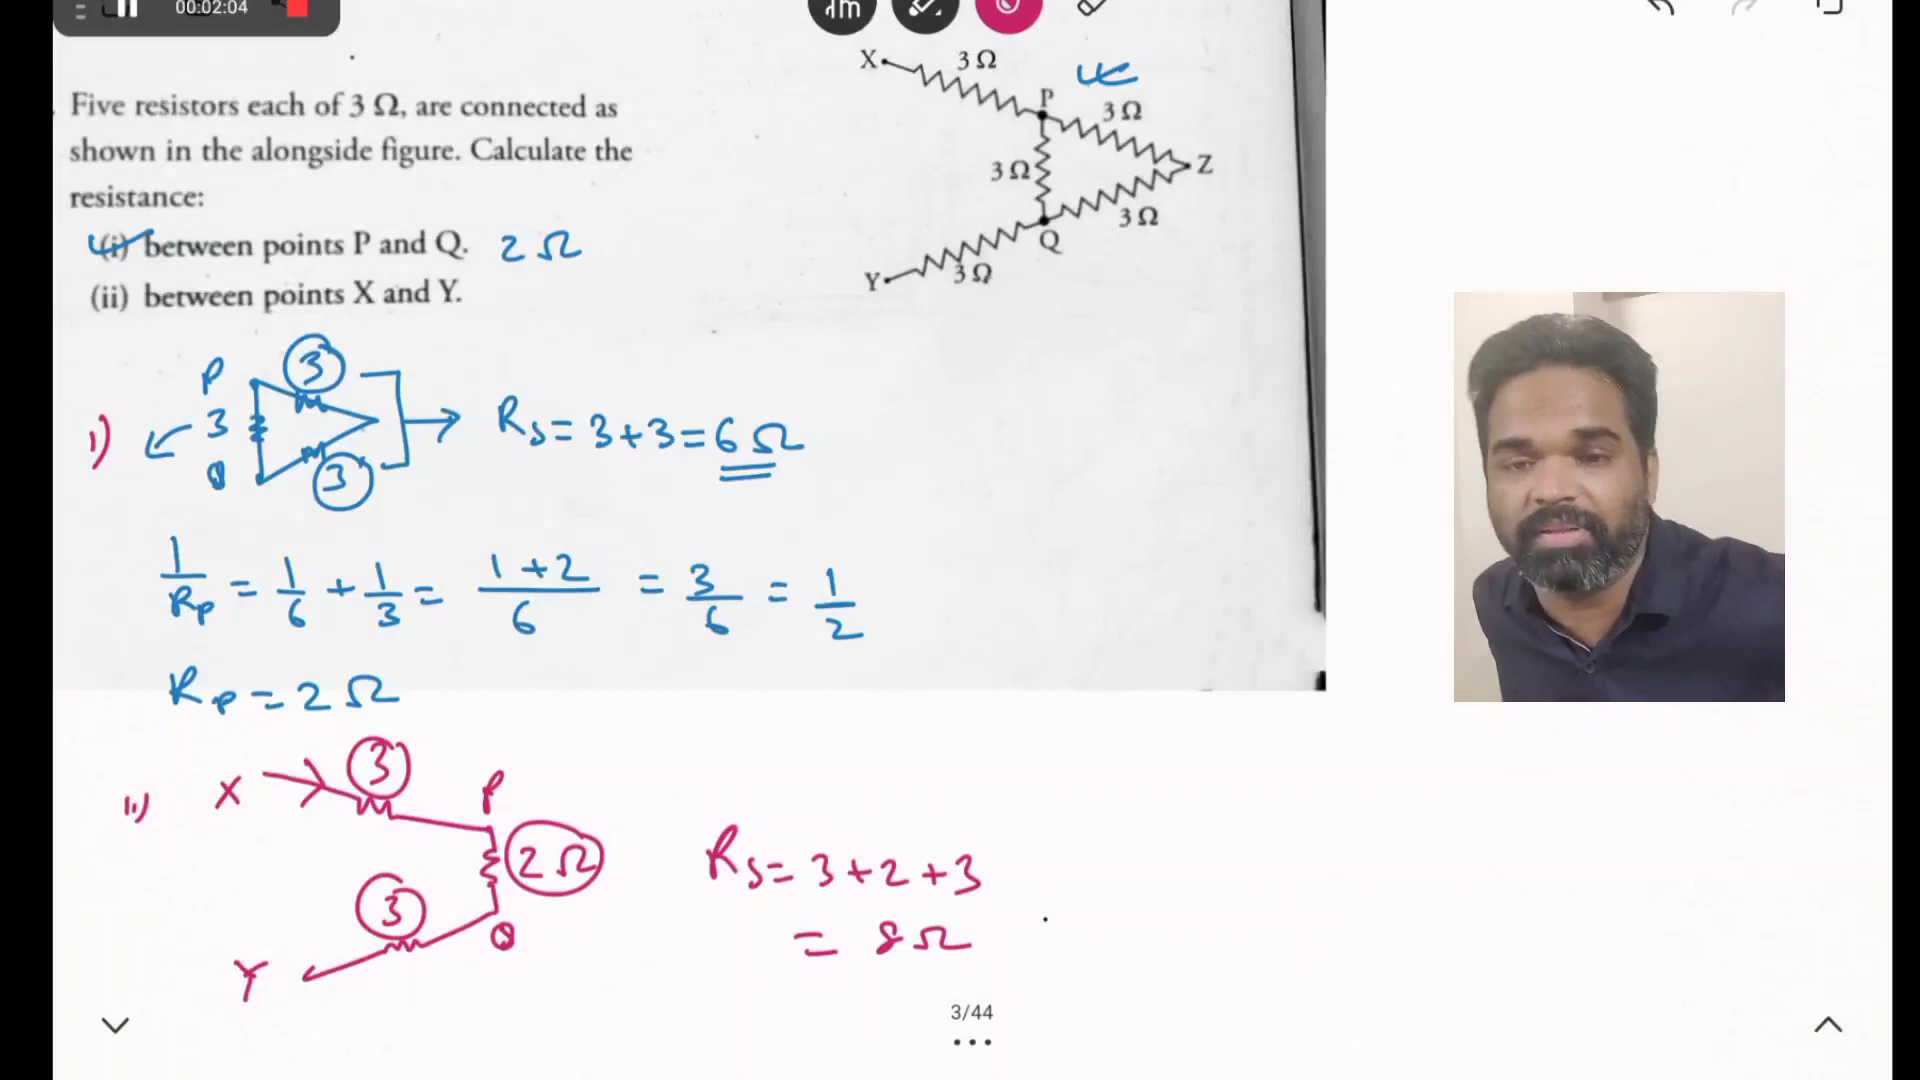 00:02:04
Five resistors each of 3 Ω, are connected as
shown in the alongside figure. Calculate the
resistance:
(i) between points P and Q. 2 Ω
(ii) between points X and Y.
X 3 Ω
P
3 Ω
3 Ω
Z
3 Ω
Q
Y 3 Ω
1)
P
3
Q
3
3
Rs = 3+3 = 6 Ω
1/Rp = 1/6 + 1/3 = 1+2/6 = 3/6 = 1/2
Rp = 2 Ω
11)
X
3
P
2 Ω
3
Q
Y
Rs = 3+2+3
= 8 Ω
3/44